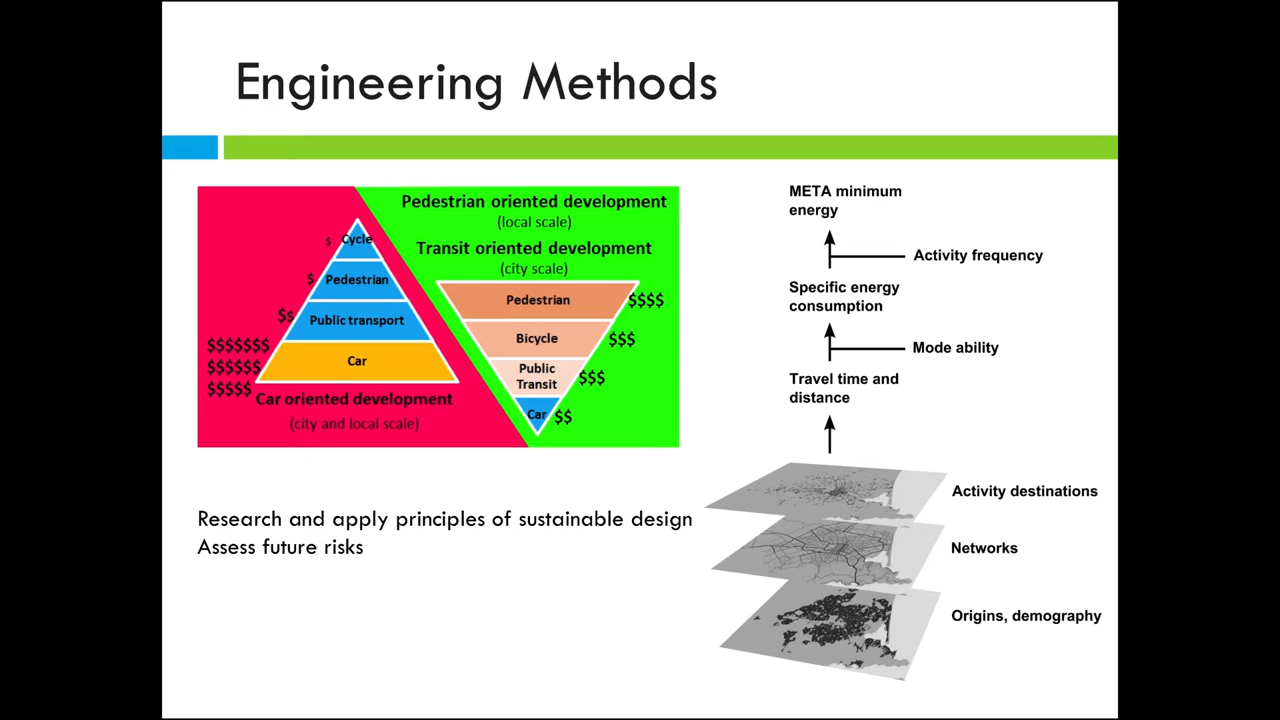 Engineering Methods
Pedestrian oriented development
(local scale)
Transit oriented development
(city scale)
$ Cycle
$ Pedestrian
$$ Public transport
$$$$$$$
$$$$$$
$$$$$
Car
Car oriented development
(city and local scale)
Pedestrian $$$$
Bicycle $$$
Public
Transit $$$
Car $$
Research and apply principles of sustainable design
Assess future risks
META minimum
energy
Activity frequency
Specific energy
consumption
Mode ability
Travel time and
distance
Activity destinations
Networks
Origins, demography